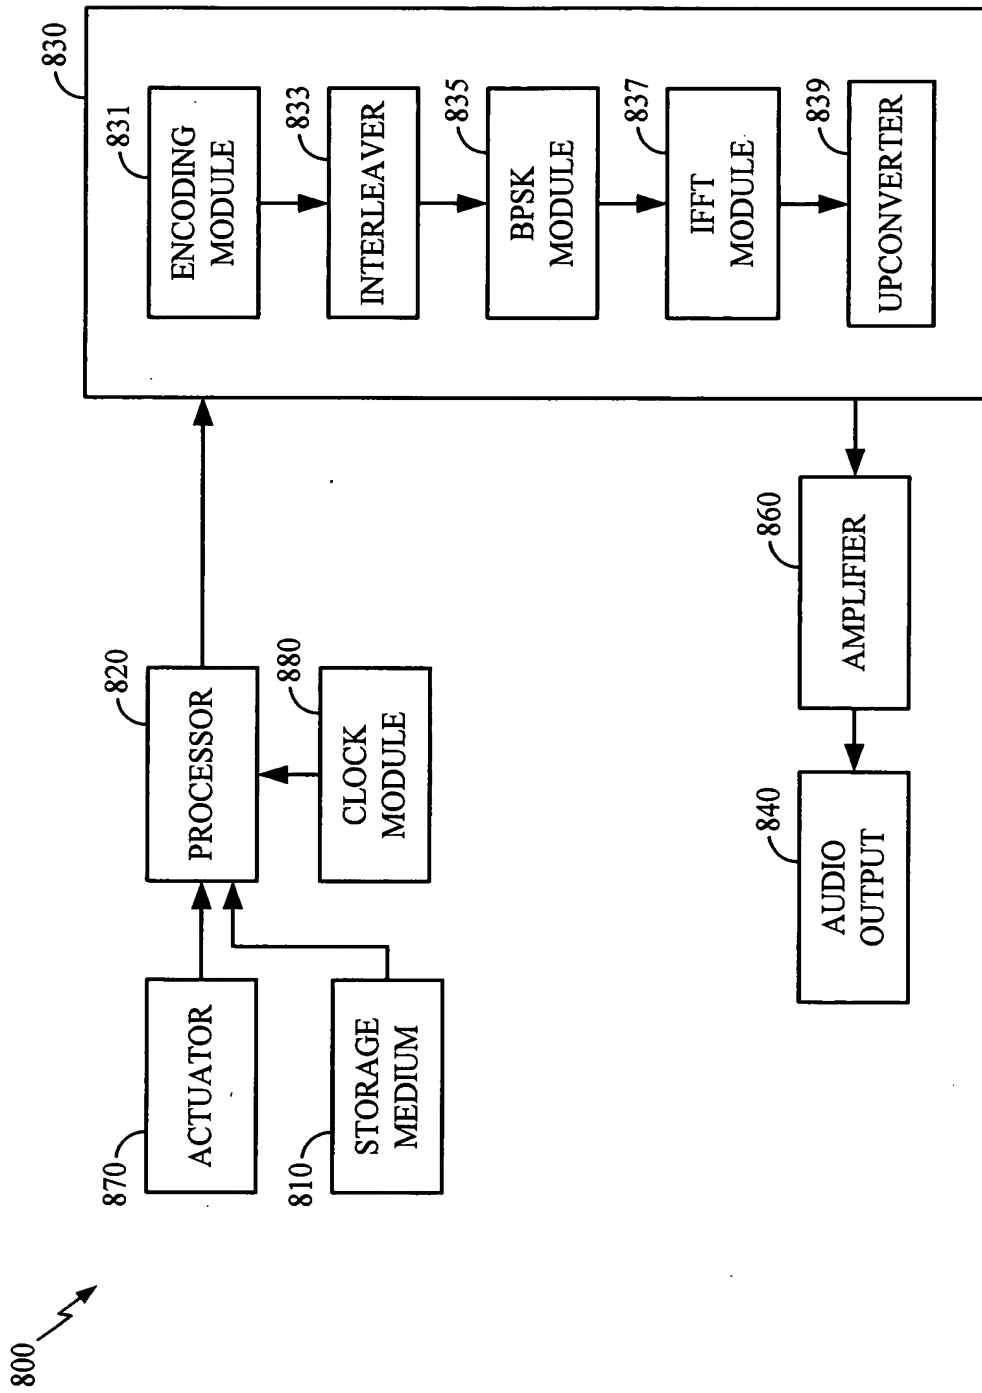 800
870
ACTUATOR
820
PROCESSOR
810
STORAGE
MEDIUM
880
CLOCK
MODULE
830
831
ENCODING
MODULE
833
INTERLEAVER
835
BPSK
MODULE
837
IFFT
MODULE
839
UPCONVERTER
860
AMPLIFIER
840
AUDIO
OUTPUT